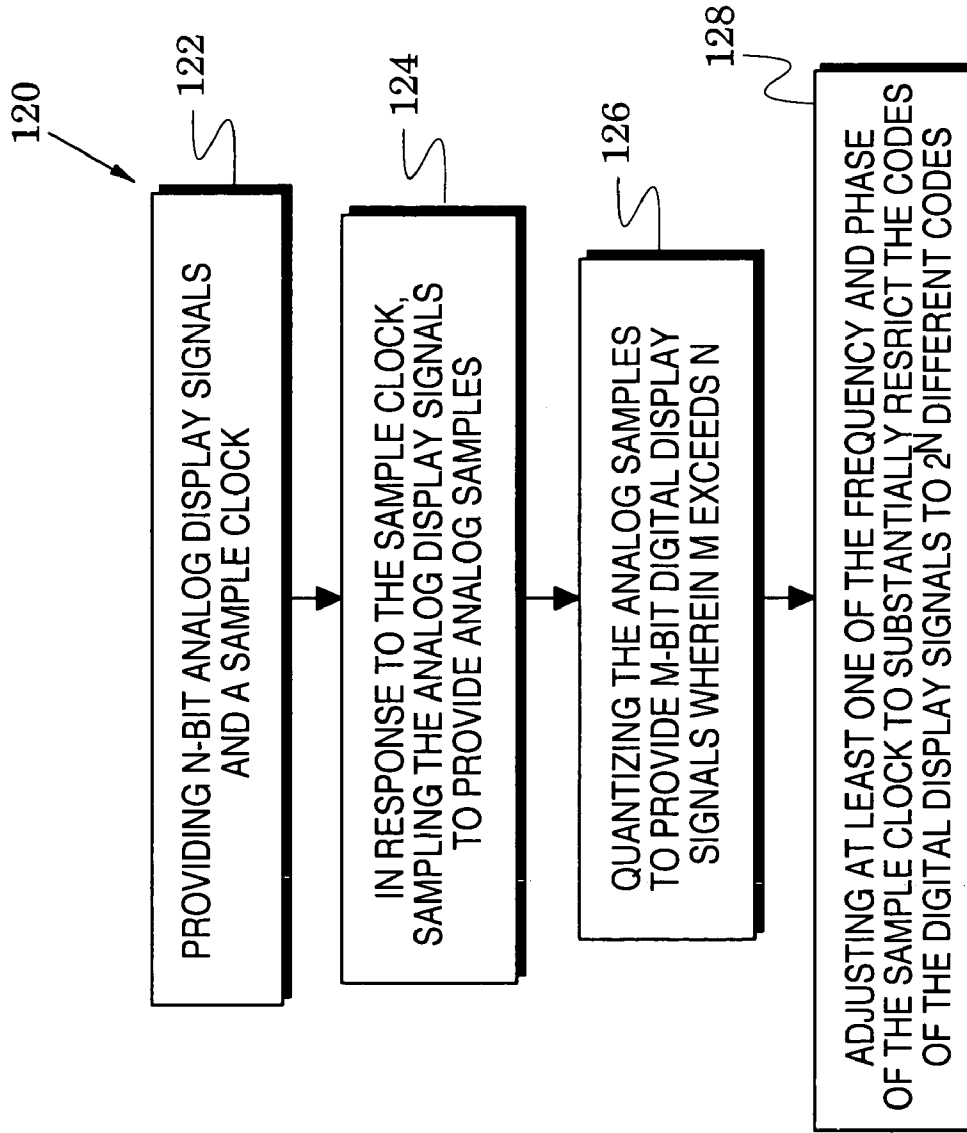 120
PROVIDING N-BIT ANALOG DISPLAY SIGNALS
AND A SAMPLE CLOCK
122
IN RESPONSE TO THE SAMPLE CLOCK,
SAMPLING THE ANALOG DISPLAY SIGNALS
TO PROVIDE ANALOG SAMPLES
124
QUANTIZING THE ANALOG SAMPLES
TO PROVIDE M-BIT DIGITAL DISPLAY
SIGNALS WHEREIN M EXCEEDS N
126
ADJUSTING AT LEAST ONE OF THE FREQUENCY AND PHASE
OF THE SAMPLE CLOCK TO SUBSTANTIALLY RESRICT THE CODES
OF THE DIGITAL DISPLAY SIGNALS TO 2^N DIFFERENT CODES
128